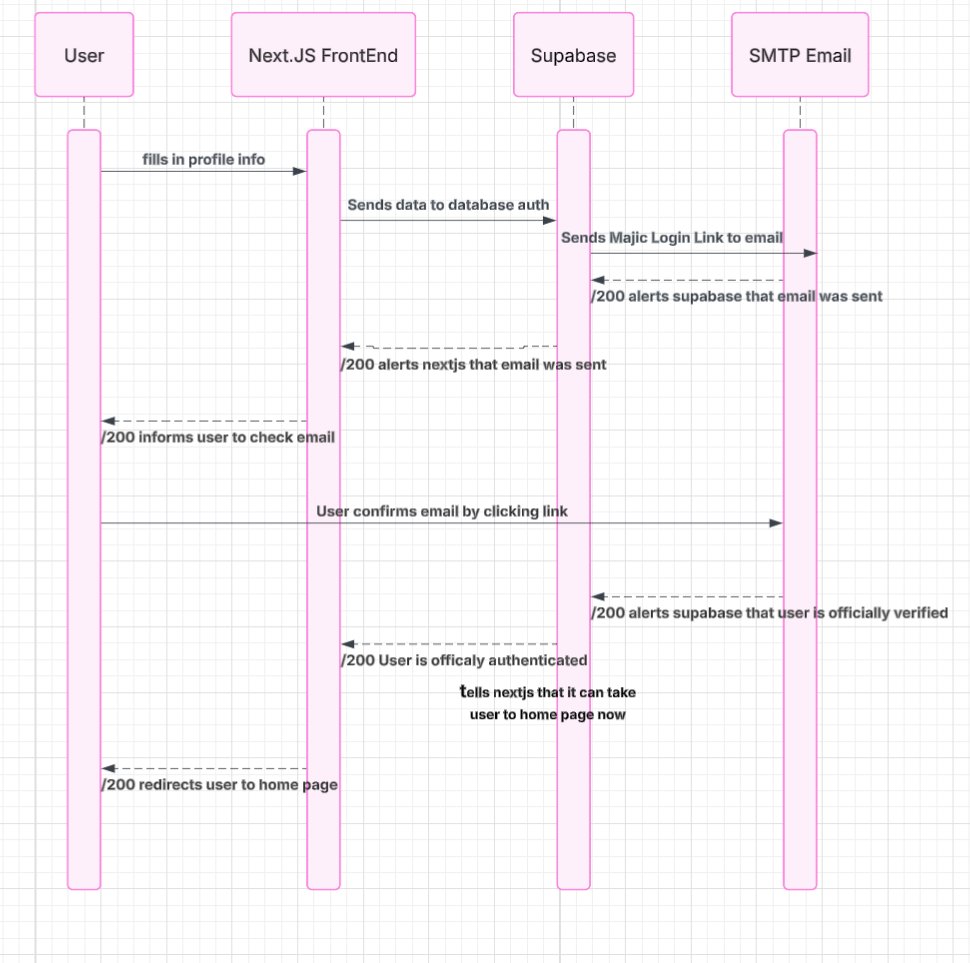 User
Next.JS FrontEnd
Supabase
SMTP Email
fills in profile info
Sends data to database auth
Sends Majic Login Link to email
/200 alerts supabase that email was sent
/200 alerts nextjs that email was sent
/200 informs user to check email
User confirms email by clicking link
/200 alerts supabase that user is officially verified
/200 User is officaly authenticated
tells nextjs that it can take
user to home page now
/200 redirects user to home page